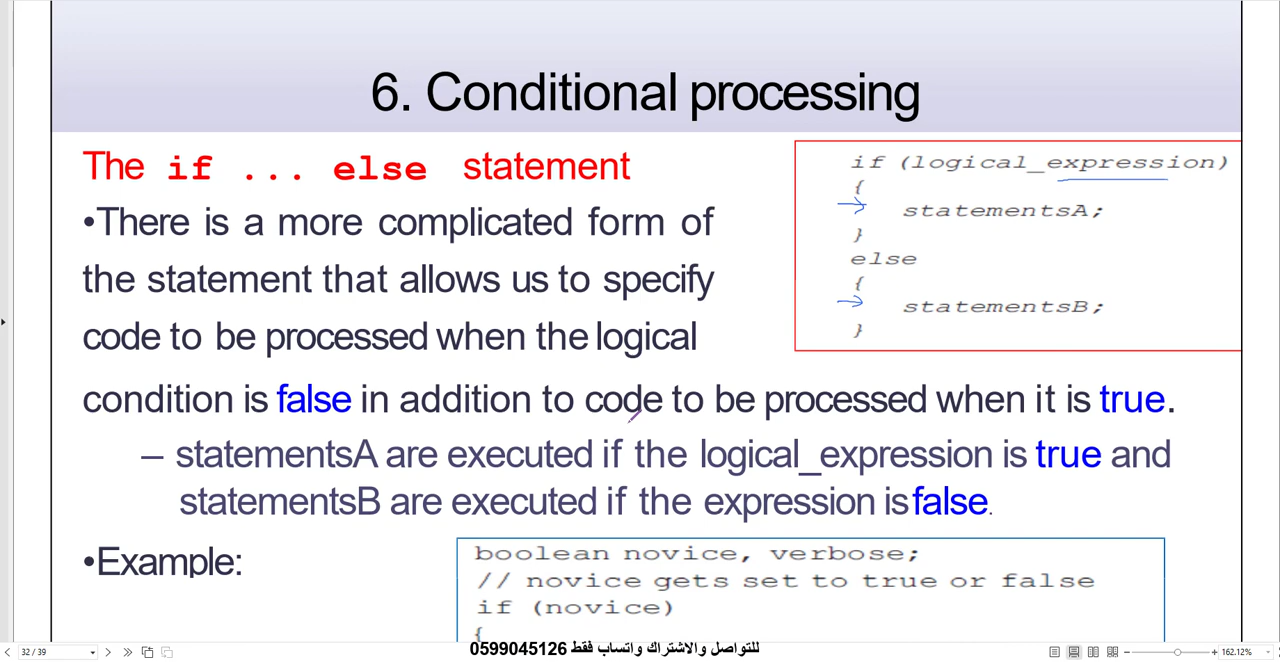 6. Conditional processing
The if ... else statement
•There is a more complicated form of
the statement that allows us to specify
code to be processed when the logical
condition is false in addition to code to be processed when it is true.
– statementsA are executed if the logical_expression is true and
statementsB are executed if the expression is false.
•Example:
if (logical_expression)
{
statementsA;
}
else
{
statementsB;
}
boolean novice, verbose;
// novice gets set to true or false
if (novice)
{
للتواصل والاشتراك واتساب فقط 0599045126
32 / 39
162.12%